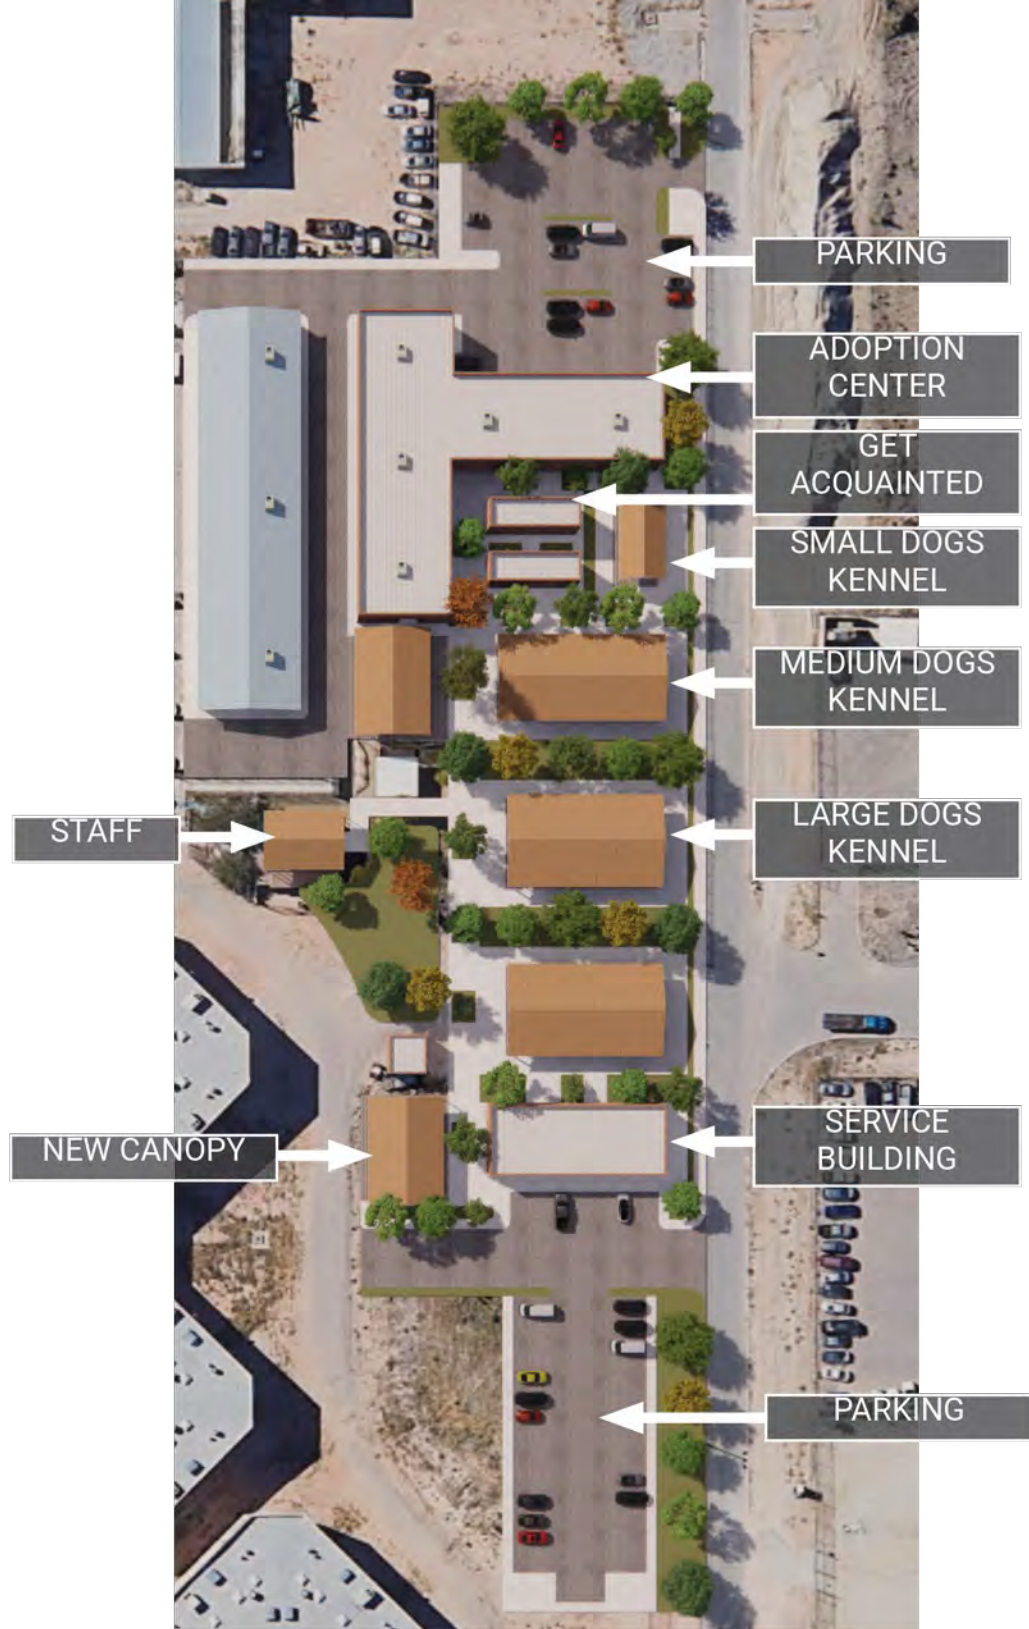 PARKING
ADOPTION
CENTER
GET
ACQUAINTED
SMALL DOGS
KENNEL
MEDIUM DOGS
KENNEL
STAFF
LARGE DOGS
KENNEL
NEW CANOPY
SERVICE
BUILDING
PARKING